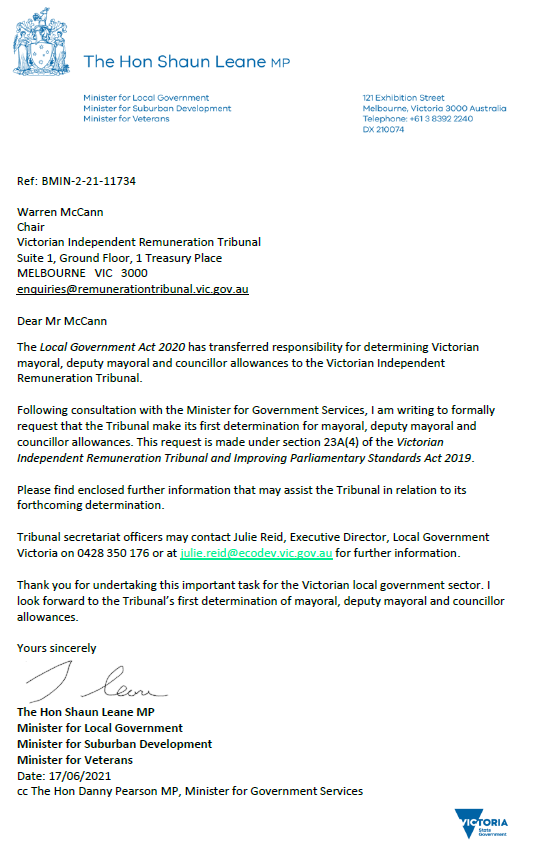 The Hon Shaun Leane MP
Minister for Local Government
Minister for Suburban Development
Minister for Veterans
121 Exhibition Street
Melbourne, Victoria 3000 Australia
Telephone: +61 3 8392 2240
DX 210074
Ref: BMIN-2-21-11734
Warren McCann
Chair
Victorian Independent Remuneration Tribunal
Suite 1, Ground Floor, 1 Treasury Place
MELBOURNE VIC 3000
enquiries@remunerationtribunal.vic.gov.au
Dear Mr McCann
The Local Government Act 2020 has transferred responsibility for determining Victorian
mayoral, deputy mayoral and councillor allowances to the Victorian Independent
Remuneration Tribunal.
Following consultation with the Minister for Government Services, I am writing to formally
request that the Tribunal make its first determination for mayoral, deputy mayoral and
councillor allowances. This request is made under section 23A(4) of the Victorian
Independent Remuneration Tribunal and Improving Parliamentary Standards Act 2019.
Please find enclosed further information that may assist the Tribunal in relation to its
forthcoming determination.
Tribunal secretariat officers may contact Julie Reid, Executive Director, Local Government
Victoria on 0428 350 176 or at julie.reid@ecodev.vic.gov.au for further information.
Thank you for undertaking this important task for the Victorian local government sector. I
look forward to the Tribunal's first determination of mayoral, deputy mayoral and councillor
allowances.
Yours sincerely
The Hon Shaun Leane MP
Minister for Local Government
Minister for Suburban Development
Minister for Veterans
Date: 17/06/2021
cc The Hon Danny Pearson MP, Minister for Government Services
VICTORIA
State
Government